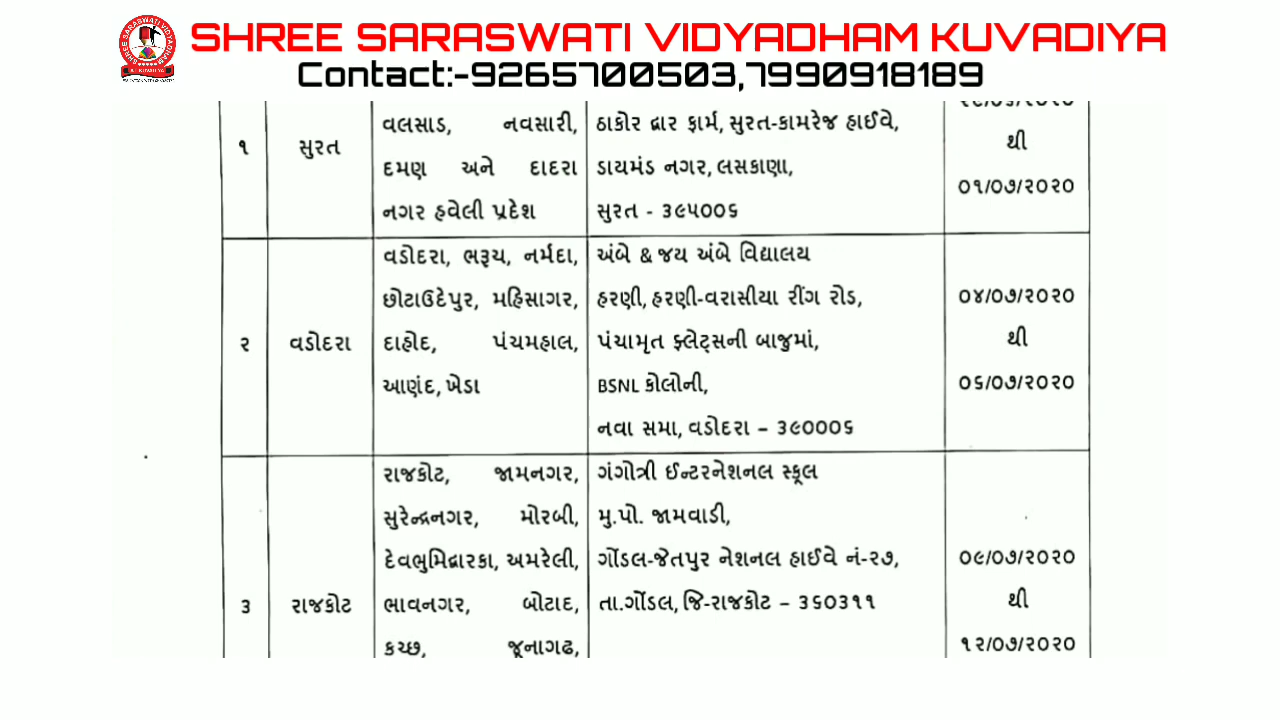 SHREE SARASWATI VIDYADHAM KUVADIYA
Contact:-9265700503,7990918189
વલસાડ, નવસારી,
દમણ અને દાદરા
નગર હવેલી પ્રદેશ
૧
સુરત
ઠાકોર દ્વાર ફાર્મ, સુરત-કામરેજ હાઈવે,
ડાયમંડ નગર, લસકાણા,
સુરત - ૩૯૫૦૦૬
થી
૦૧/૦૭/૨૦૨૦
૨
વડોદરા
વડોદરા, ભરૂચ, નર્મદા,
છોટાઉદેપુર, મહિસાગર,
દાહોદ, પંચમહાલ,
આણંદ, ખેડા
અંબે & જય અંબે વિદ્યાલય
હરણી, હરણી-વરાસીયા રીંગ રોડ,
પંચામૃત ફ્લેટ્સની બાજુમાં,
BSNL કોલોની,
નવા સમા, વડોદરા – ૩૯૦૦૦૬
૦૪/૦૭/૨૦૨૦
થી
૦૬/૦૭/૨૦૨૦
૩
રાજકોટ
રાજકોટ, જામનગર,
સુરેન્દ્રનગર, મોરબી,
દેવભુમિદ્વારકા, અમરેલી,
ભાવનગર, બોટાદ,
કચ્છ, જૂનાગઢ,
ગંગોત્રી ઈન્ટરનેશનલ સ્કૂલ
મુ.પો. જામવાડી,
ગોંડલ-જેતપુર નેશનલ હાઈવે નં-૨૭,
તા.ગોંડલ, જિ-રાજકોટ – ૩૬૦૩૧૧
૦૯/૦૭/૨૦૨૦
થી
૧૨/૦૭/૨૦૨૦